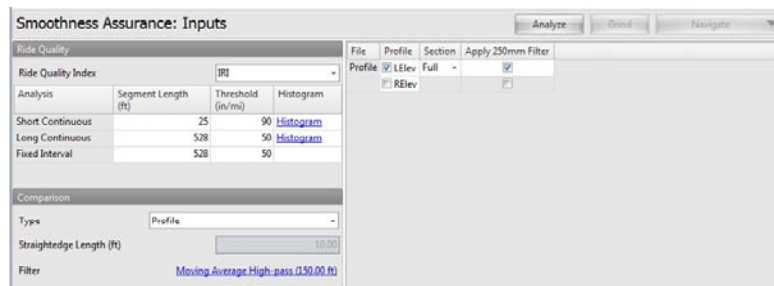 Smoothness Assurance: Inputs
Analyze Grind Navigate
Ride Quality
Ride Quality Index IRI
Analysis Segment Length (ft) Threshold (in/mi) Histogram
Short Continuous 25 90 Histogram
Long Continuous 528 50 Histogram
Fixed Interval 528 50
Comparison
Type Profile
Straightedge Length (ft) 10.00
Filter Moving Average High-pass (150.00 ft)
File Profile Section Apply 250mm Filter
Profile LElev Full
RElev